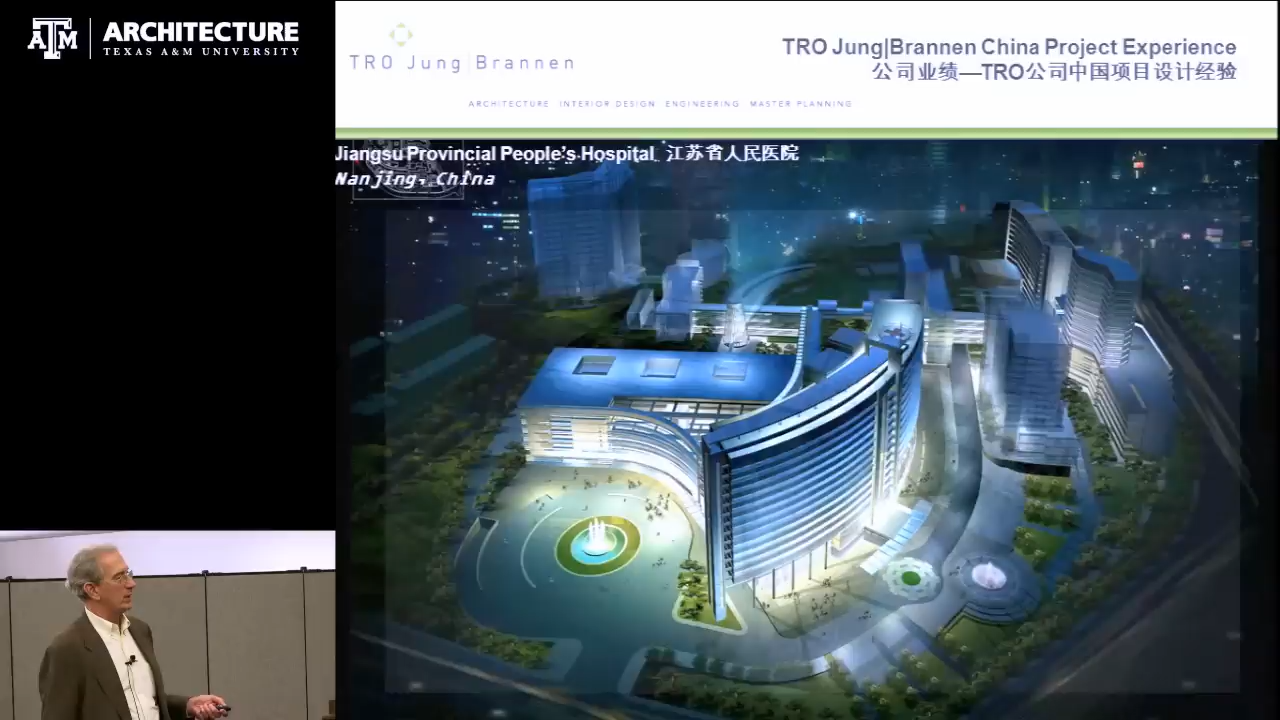 ATM ARCHITECTURE
TEXAS A&M UNIVERSITY
TRO Jung|Brannen
TRO Jung|Brannen China Project Experience
公司业绩—TRO公司中国项目设计经验
ARCHITECTURE INTERIOR DESIGN ENGINEERING MASTER PLANNING
Jiangsu Provincial People's Hospital 江苏省人民医院
Nanjing, China